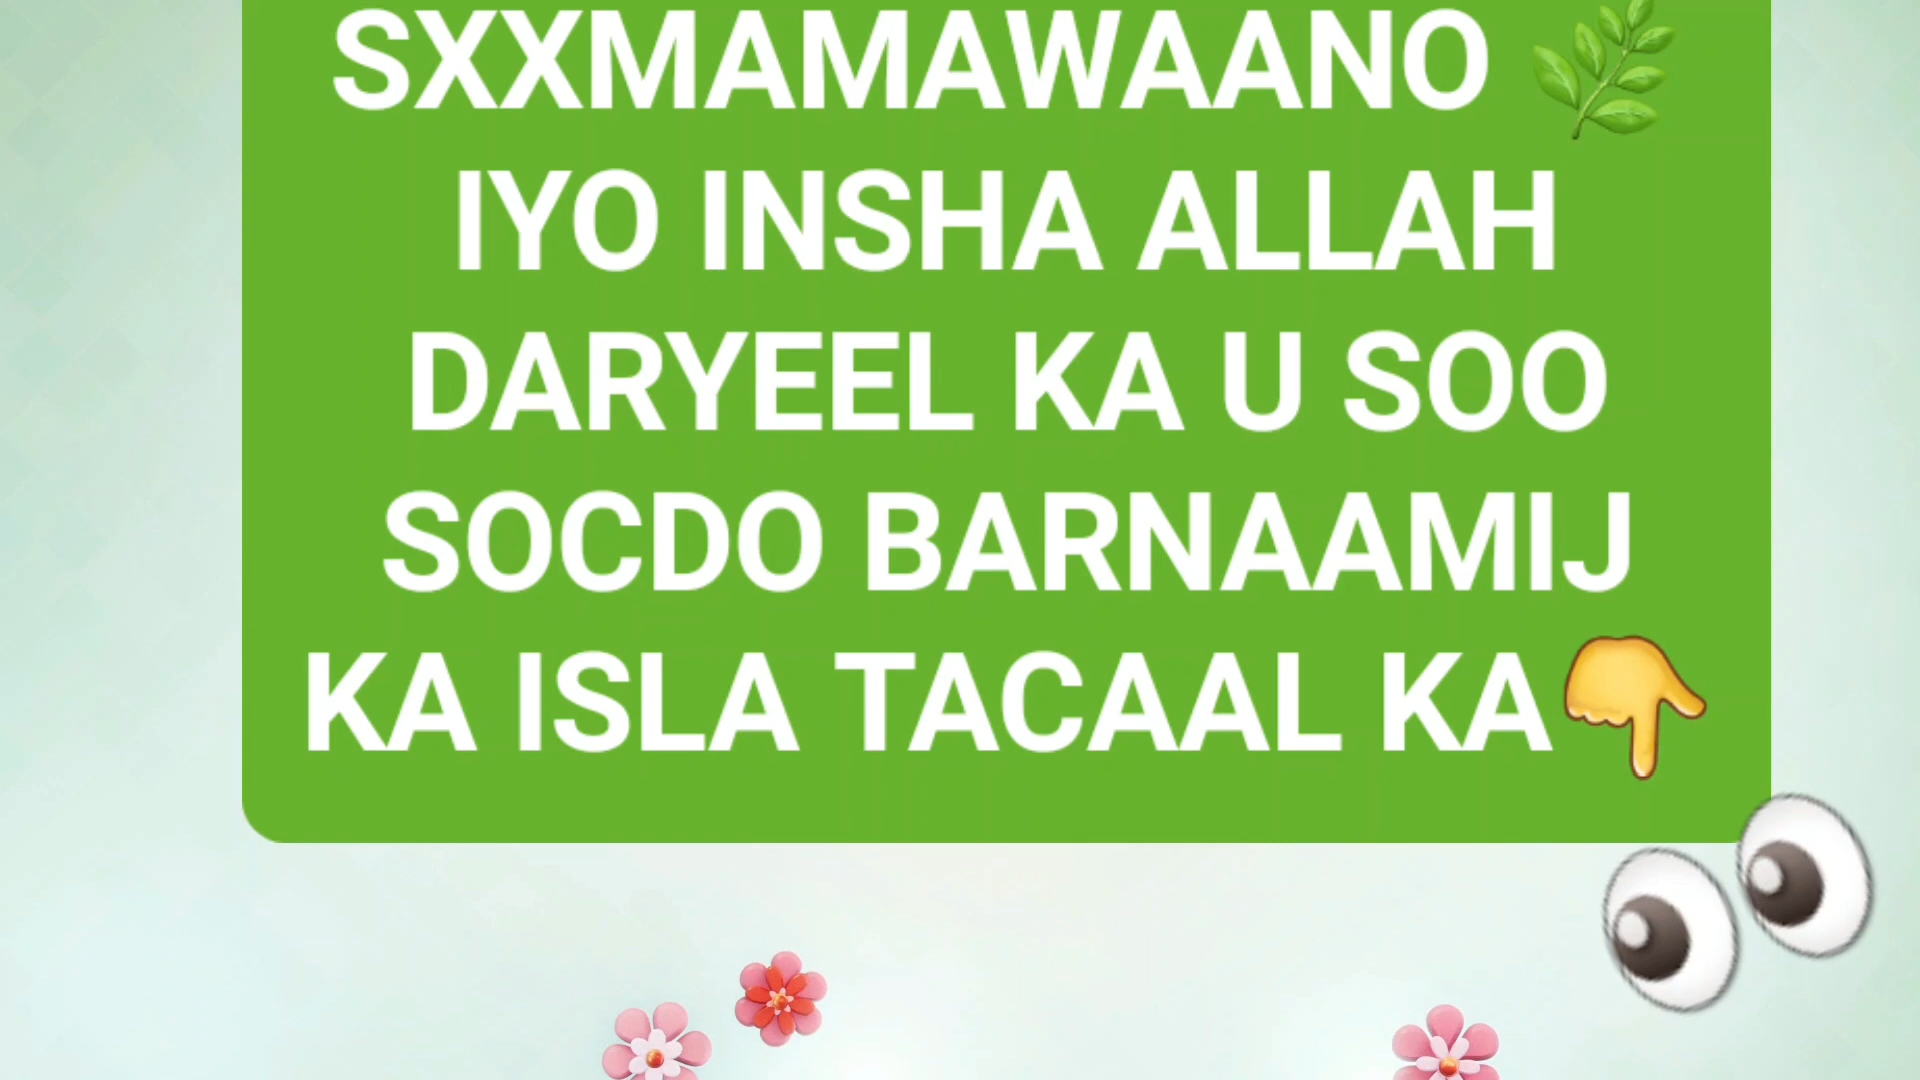 SXXMAMAWAANO 🌿
IYO INSHA ALLAH
DARYEEL KA U SOO
SOCDO BARNAAMIJ
KA ISLA TACAAL KA👇